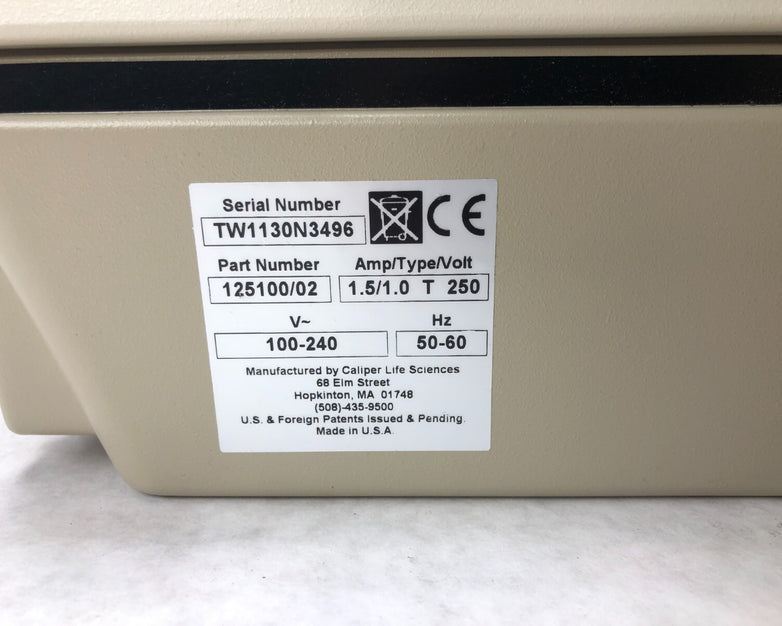 Serial Number
TW1130N3496
CE
Part Number
125100/02
Amp/Type/Volt
1.5/1.0 T 250
V~
100-240
Hz
50-60
Manufactured by Caliper Life Sciences
68 Elm Street
Hopkinton, MA 01748
(508)-435-9500
U.S. & Foreign Patents Issued & Pending.
Made in U.S.A.